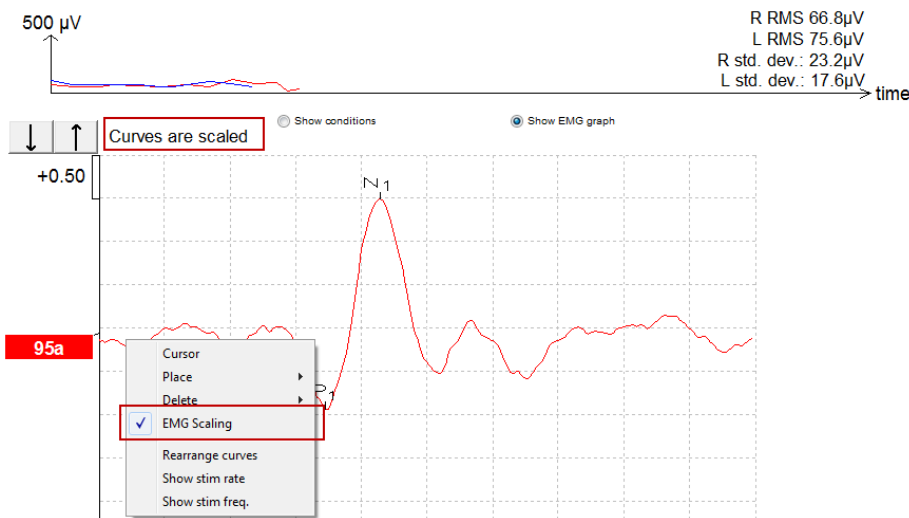 500 µV
R RMS 66.8µV
L RMS 75.6µV
R std. dev.: 23.2µV
L std. dev.: 17.6µV
time
Curves are scaled
Show conditions
Show EMG graph
+0.50
N1
95a
Cursor
Place
Delete
EMG Scaling
Rearrange curves
Show stim rate
Show stim freq.